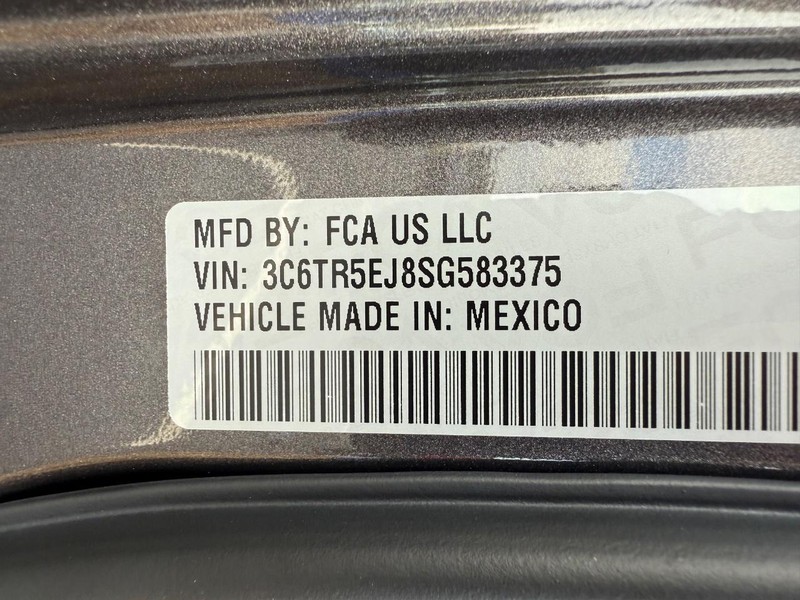 MFD BY: FCA US LLC
VIN: 3C6TR5EJ8SG583375
VEHICLE MADE IN: MEXICO